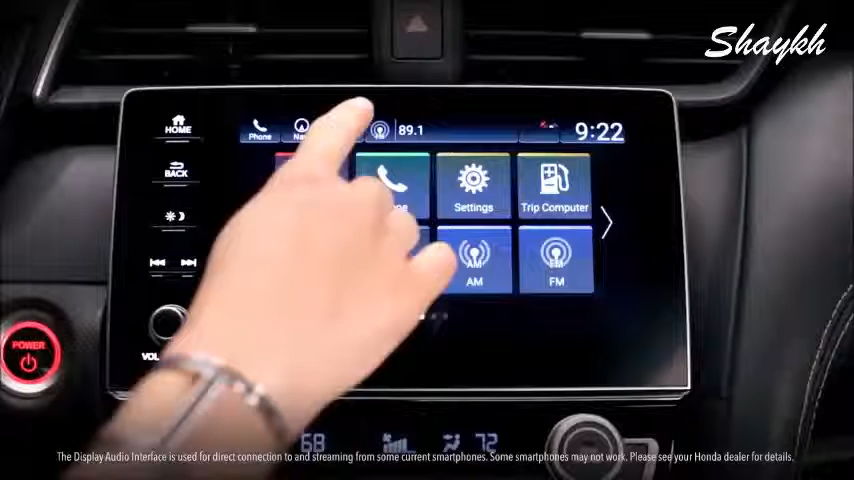 Shaykh
HOME
Phone
89.1
9:22
BACK
Settings
Trip Computer
AM
AM
FM
FM
POWER
68
72
The Display Audio Interface is used for direct connection to and streaming from some current smartphones. Some smartphones may not work. Please see your Honda dealer for details.